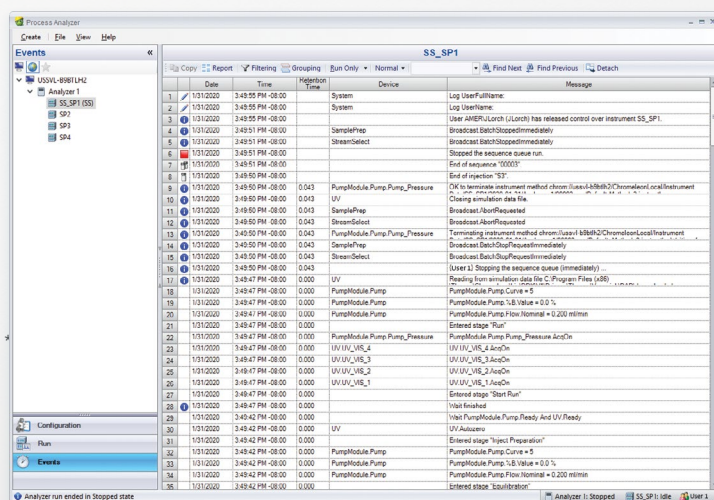 Process Analyzer
Create File View Help
Events «
SS_SP1
USSVL-B9BTLH2
Analyzer 1
SS_SP1 (SS)
SP2
SP3
SP4
Copy Report Filtering Grouping Run Only Normal Find Next Find Previous Detach
Date Time Retention Time Device Message
1 1/31/2020 3:49:55 PM -08:00 System Log UserFullName:
2 1/31/2020 3:49:55 PM -08:00 System Log UserName:
3 1/31/2020 3:49:55 PM -08:00 User AMER\JLorch (JLorch) has released control over instrument SS_SP1.
4 1/31/2020 3:49:51 PM -08:00 SamplePrep Broadcast.BatchStoppedImmediately
5 1/31/2020 3:49:51 PM -08:00 StreamSelect Broadcast.BatchStoppedImmediately
6 1/31/2020 3:49:51 PM -08:00 Stopped the sequence queue run.
7 1/31/2020 3:49:51 PM -08:00 End of sequence "00003"
8 1/31/2020 3:49:50 PM -08:00 End of injection "S3".
9 1/31/2020 3:49:50 PM -08:00 0.043 PumpModule.Pump.Pump_Pressure OK to terminate instrument method chrom://ussvl-b9btlh2/ChromeleonLocal/Instrument
10 1/31/2020 3:49:50 PM -08:00 0.043 UV Closing simulation data file.
11 1/31/2020 3:49:50 PM -08:00 0.043 SamplePrep Broadcast.AbortRequested
12 1/31/2020 3:49:50 PM -08:00 0.043 StreamSelect Broadcast.AbortRequested
13 1/31/2020 3:49:50 PM -08:00 0.043 PumpModule.Pump.Pump_Pressure Terminating instrument method chrom://ussvl-b9btlh2/ChromeleonLocal/Instrument
14 1/31/2020 3:49:50 PM -08:00 0.043 SamplePrep Broadcast.BatchStopRequestImmediately
15 1/31/2020 3:49:50 PM -08:00 0.043 StreamSelect Broadcast.BatchStopRequestImmediately
16 1/31/2020 3:49:50 PM -08:00 0.043 (User 1) Stopping the sequence queue (immediately) ...
17 1/31/2020 3:49:47 PM -08:00 0.000 UV Reading from simulation data file C:\Program Files (x86)
18 1/31/2020 3:49:47 PM -08:00 0.000 PumpModule.Pump PumpModule.Pump.Curve = 5
19 1/31/2020 3:49:47 PM -08:00 0.000 PumpModule.Pump PumpModule.Pump.%B.Value = 0.0 %
20 1/31/2020 3:49:47 PM -08:00 0.000 PumpModule.Pump PumpModule.Pump.Flow.Nominal = 0.200 ml/min
21 1/31/2020 3:49:47 PM -08:00 0.000 Entered stage "Run"
22 1/31/2020 3:49:47 PM -08:00 0.000 PumpModule.Pump.Pump_Pressure PumpModule.Pump.Pump_Pressure.AcqOn
23 1/31/2020 3:49:47 PM -08:00 0.000 UV.UV_VIS_4 UV.UV_VIS_4.AcqOn
24 1/31/2020 3:49:47 PM -08:00 0.000 UV.UV_VIS_3 UV.UV_VIS_3.AcqOn
25 1/31/2020 3:49:47 PM -08:00 0.000 UV.UV_VIS_2 UV.UV_VIS_2.AcqOn
26 1/31/2020 3:49:47 PM -08:00 0.000 UV.UV_VIS_1 UV.UV_VIS_1.AcqOn
27 1/31/2020 3:49:47 PM -08:00 0.000 Entered stage "Start Run"
28 1/31/2020 3:49:47 PM -08:00 0.000 Wait finished
29 1/31/2020 3:49:42 PM -08:00 0.000 Wait PumpModule.Pump.Ready And UV.Ready
30 1/31/2020 3:49:42 PM -08:00 0.000 UV UV.Autozero
31 1/31/2020 3:49:42 PM -08:00 0.000 Entered stage "Inject Preparation"
32 1/31/2020 3:49:42 PM -08:00 0.000 PumpModule.Pump PumpModule.Pump.Curve = 5
33 1/31/2020 3:49:42 PM -08:00 0.000 PumpModule.Pump PumpModule.Pump.%B.Value = 0.0 %
34 1/31/2020 3:49:42 PM -08:00 0.000 PumpModule.Pump PumpModule.Pump.Flow.Nominal = 0.200 ml/min
35 1/31/2020 3:49:42 PM -08:00 0.000 Entered stage "Equilibration"
Configuration
Run
Events
Analyzer run ended in Stopped state
Analyzer 1: Stopped SS_SP1: Idle User 1